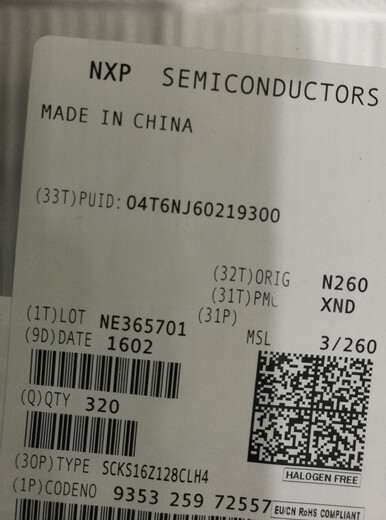 NXP SEMICONDUCTORS
MADE IN CHINA
(33T)PUID: 04T6NJ60219300
(32T)ORIG N260
(31T)PMC XND
(1T)LOT NE365701 (31P)
(9D)DATE 1602 MSL 3/260
(Q)QTY 320
HALOGEN FREE
(30P)TYPE SCKS16Z128CLH4
(1P)CODENO 9353 259 72557
EU/CN RoHS COMPLIANT